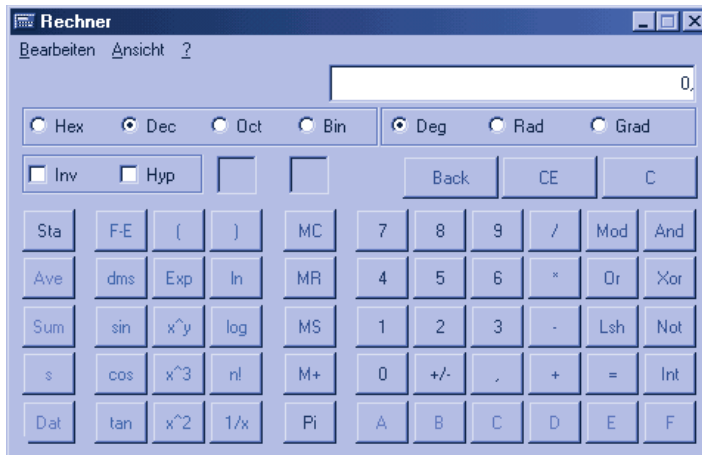 Rechner
Bearbeiten Ansicht ?
0,
Hex Dec Oct Bin Deg Rad Grad
Inv Hyp Back CE C
Sta F-E ( ) MC 7 8 9 / Mod And
Ave dms Exp ln MR 4 5 6 * Or Xor
Sum sin x^y log MS 1 2 3 - Lsh Not
s cos x^3 n! M+ 0 +/- , + = Int
Dat tan x^2 1/x Pi A B C D E F